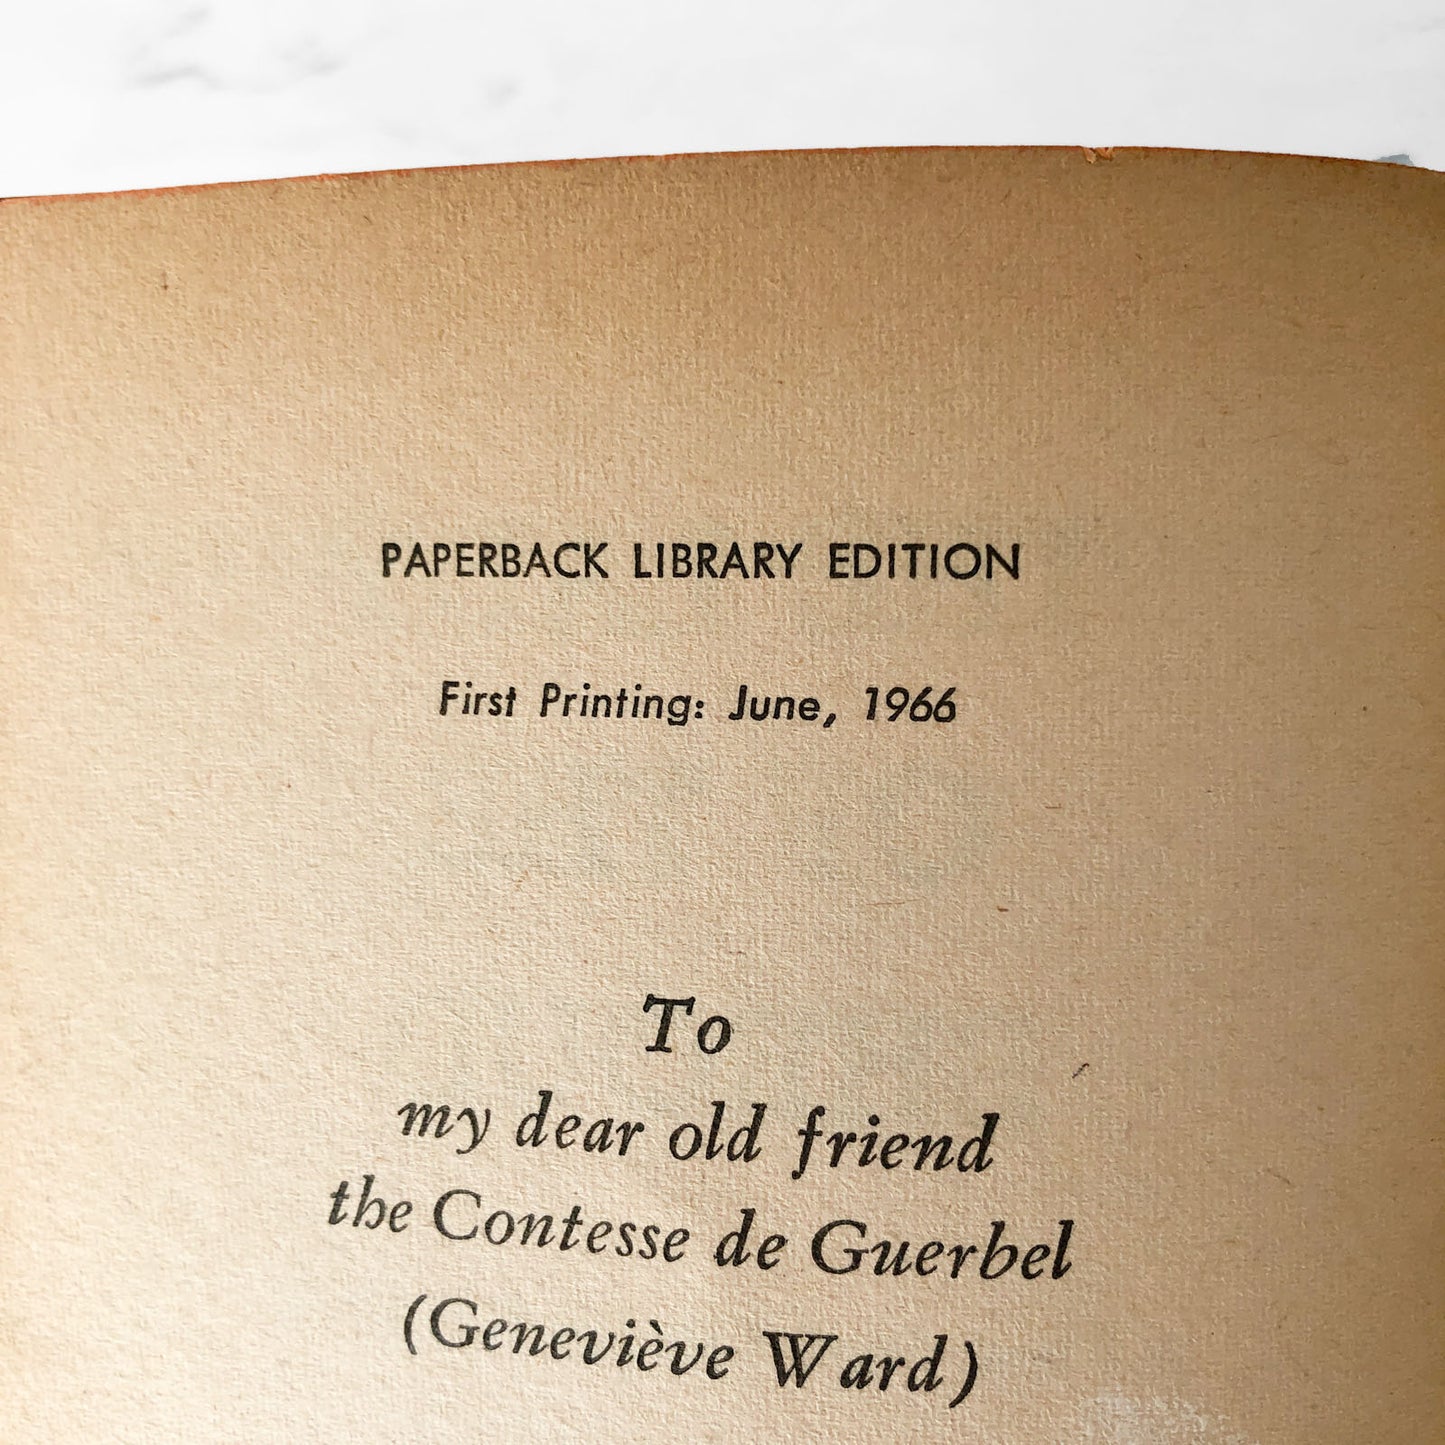 PAPERBACK LIBRARY EDITION
First Printing: June, 1966
To
my dear old friend
the Contesse de Guerbel
(Geneviève Ward)